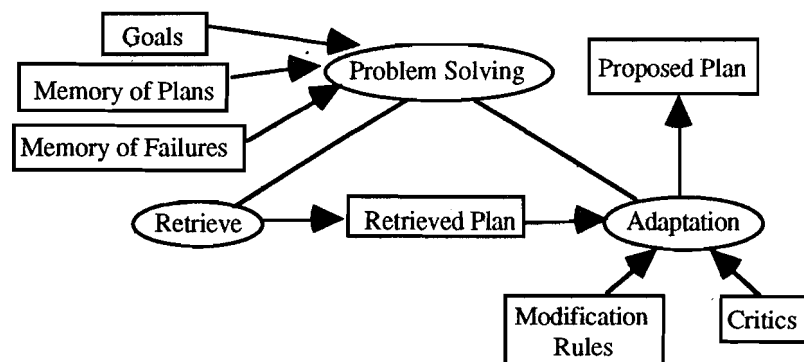 Goals
Problem Solving
Proposed Plan
Memory of Plans
Memory of Failures
Retrieve
Retrieved Plan
Adaptation
Modification
Rules
Critics